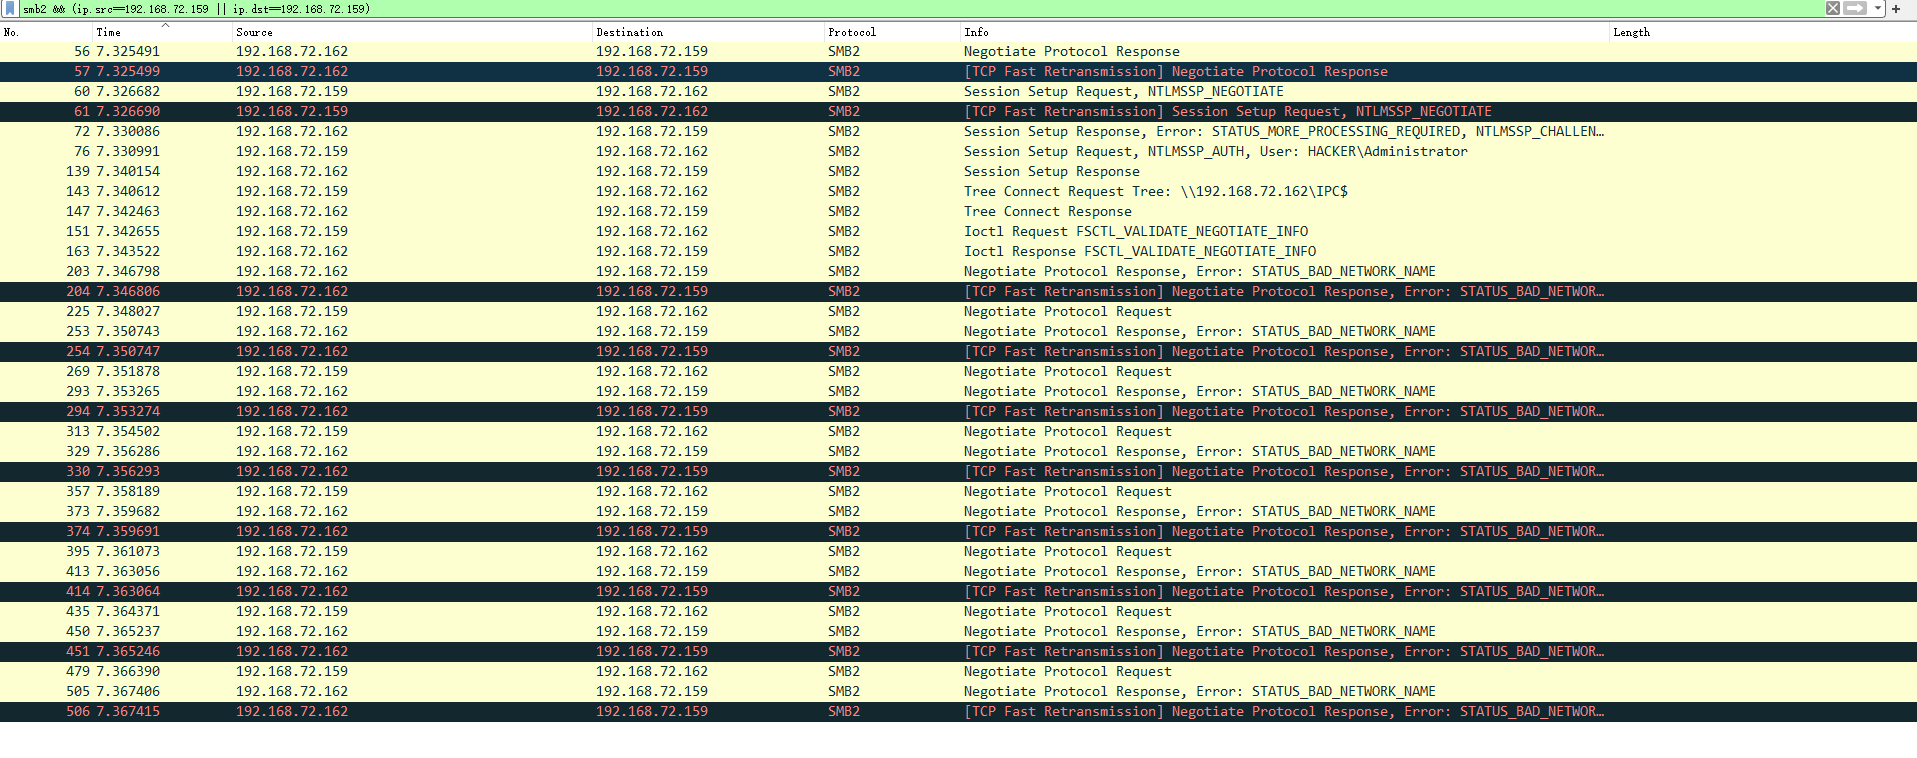 smb2 && (ip.src==192.168.72.159 || ip.dst==192.168.72.159)
No. Time Source Destination Protocol Info Length
56 7.325491 192.168.72.162 192.168.72.159 SMB2 Negotiate Protocol Response
57 7.325499 192.168.72.162 192.168.72.159 SMB2 [TCP Fast Retransmission] Negotiate Protocol Response
60 7.326682 192.168.72.159 192.168.72.162 SMB2 Session Setup Request, NTLMSSP_NEGOTIATE
61 7.326690 192.168.72.159 192.168.72.162 SMB2 [TCP Fast Retransmission] Session Setup Request, NTLMSSP_NEGOTIATE
72 7.330086 192.168.72.162 192.168.72.159 SMB2 Session Setup Response, Error: STATUS_MORE_PROCESSING_REQUIRED, NTLMSSP_CHALLEN…
76 7.330991 192.168.72.159 192.168.72.162 SMB2 Session Setup Request, NTLMSSP_AUTH, User: HACKER\Administrator
139 7.340154 192.168.72.162 192.168.72.159 SMB2 Session Setup Response
143 7.340612 192.168.72.159 192.168.72.162 SMB2 Tree Connect Request Tree: \\192.168.72.162\IPC$
147 7.342463 192.168.72.162 192.168.72.159 SMB2 Tree Connect Response
151 7.342655 192.168.72.159 192.168.72.162 SMB2 Ioctl Request FSCTL_VALIDATE_NEGOTIATE_INFO
163 7.343522 192.168.72.162 192.168.72.159 SMB2 Ioctl Response FSCTL_VALIDATE_NEGOTIATE_INFO
203 7.346798 192.168.72.162 192.168.72.159 SMB2 Negotiate Protocol Response, Error: STATUS_BAD_NETWORK_NAME
204 7.346806 192.168.72.162 192.168.72.159 SMB2 [TCP Fast Retransmission] Negotiate Protocol Response, Error: STATUS_BAD_NETWOR…
225 7.348027 192.168.72.159 192.168.72.162 SMB2 Negotiate Protocol Request
253 7.350743 192.168.72.162 192.168.72.159 SMB2 Negotiate Protocol Response, Error: STATUS_BAD_NETWORK_NAME
254 7.350747 192.168.72.162 192.168.72.159 SMB2 [TCP Fast Retransmission] Negotiate Protocol Response, Error: STATUS_BAD_NETWOR…
269 7.351878 192.168.72.159 192.168.72.162 SMB2 Negotiate Protocol Request
293 7.353265 192.168.72.162 192.168.72.159 SMB2 Negotiate Protocol Response, Error: STATUS_BAD_NETWORK_NAME
294 7.353274 192.168.72.162 192.168.72.159 SMB2 [TCP Fast Retransmission] Negotiate Protocol Response, Error: STATUS_BAD_NETWOR…
313 7.354502 192.168.72.159 192.168.72.162 SMB2 Negotiate Protocol Request
329 7.356286 192.168.72.162 192.168.72.159 SMB2 Negotiate Protocol Response, Error: STATUS_BAD_NETWORK_NAME
330 7.356293 192.168.72.162 192.168.72.159 SMB2 [TCP Fast Retransmission] Negotiate Protocol Response, Error: STATUS_BAD_NETWOR…
357 7.358189 192.168.72.159 192.168.72.162 SMB2 Negotiate Protocol Request
373 7.359682 192.168.72.162 192.168.72.159 SMB2 Negotiate Protocol Response, Error: STATUS_BAD_NETWORK_NAME
374 7.359691 192.168.72.162 192.168.72.159 SMB2 [TCP Fast Retransmission] Negotiate Protocol Response, Error: STATUS_BAD_NETWOR…
395 7.361073 192.168.72.159 192.168.72.162 SMB2 Negotiate Protocol Request
413 7.363056 192.168.72.162 192.168.72.159 SMB2 Negotiate Protocol Response, Error: STATUS_BAD_NETWORK_NAME
414 7.363064 192.168.72.162 192.168.72.159 SMB2 [TCP Fast Retransmission] Negotiate Protocol Response, Error: STATUS_BAD_NETWOR…
435 7.364371 192.168.72.159 192.168.72.162 SMB2 Negotiate Protocol Request
450 7.365237 192.168.72.162 192.168.72.159 SMB2 Negotiate Protocol Response, Error: STATUS_BAD_NETWORK_NAME
451 7.365246 192.168.72.162 192.168.72.159 SMB2 [TCP Fast Retransmission] Negotiate Protocol Response, Error: STATUS_BAD_NETWOR…
479 7.366390 192.168.72.159 192.168.72.162 SMB2 Negotiate Protocol Request
505 7.367406 192.168.72.162 192.168.72.159 SMB2 Negotiate Protocol Response, Error: STATUS_BAD_NETWORK_NAME
506 7.367415 192.168.72.162 192.168.72.159 SMB2 [TCP Fast Retransmission] Negotiate Protocol Response, Error: STATUS_BAD_NETWOR…